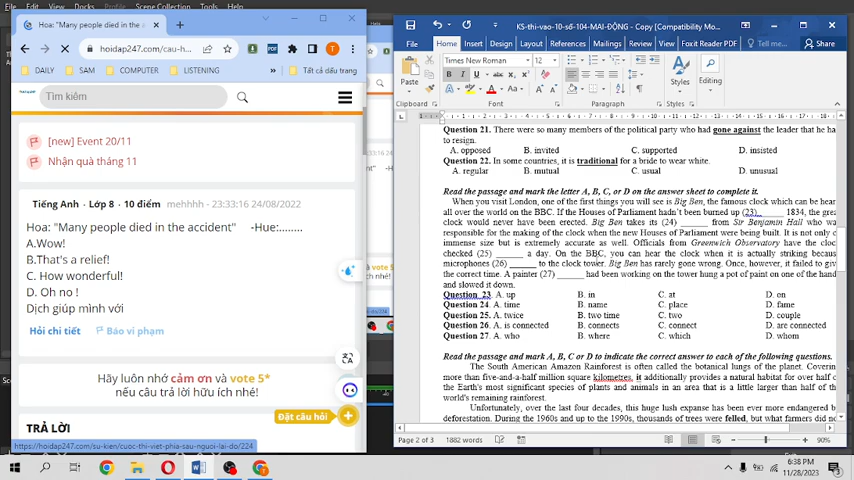 File Edit
Docks Tools Help
Hoa: "Many people died in the a
hoidap247.com/cau-h...
DAILY SAM COMPUTER LISTENING Tất cả dấu trang
Tìm kiếm
[new] Event 20/11
Nhận quà tháng 11
Tiếng Anh · Lớp 8 · 10 điểm mehhhh - 23:33:16 24/08/2022
Hoa: "Many people died in the accident" -Hue:........
A.Wow!
B.That's a relief!
C. How wonderful!
D. Oh no !
Dịch giúp mình với
Hỏi chi tiết Báo vi phạm
Hãy luôn nhớ cảm ơn và vote 5*
nếu câu trả lời hữu ích nhé!
Đặt câu hỏi
TRẢ LỜI
https://hoidap247.com/su-kien/cuoc-thi-viet-phia-sau-nguoi-lai-do/224
KS-thi-vao-10-số-104-MAI-ĐỘNG - Copy [Compatibility Mo...
File Home Insert Design Layout References Mailings Review View Foxit Reader PDF Tell me... Share
Times New Roman 12
Paste
Styles Editing
Clipboard Font Paragraph Styles
Question 21. There were so many members of the political party who had gone against the leader that he ha
to resign.
A. opposed B. invited C. supported D. insisted
Question 22. In some countries, it is traditional for a bride to wear white.
A. regular B. mutual C. usual D. unusual
Read the passage and mark the letter A, B, C, or D on the answer sheet to complete it.
When you visit London, one of the first things you will see is Big Ben, the famous clock which can be hear
all over the world on the BBC. If the Houses of Parliament hadn't been burned up (23)______ 1834, the grea
clock would never have been erected. Big Ben takes its (24) ______ from Sir Benjamin Hall who wa
responsible for the making of the clock when the new Houses of Parliament were being built. It is not only o
immense size but is extremely accurate as well. Officials from Greenwich Observatory have the cloc
checked (25) ______ a day. On the BBC, you can hear the clock when it is actually striking becaus
microphones (26) ______ to the clock tower. Big Ben has rarely gone wrong. Once, however, it failed to give
the correct time. A painter (27) ______ had been working on the tower hung a pot of paint on one of the hand
and slowed it down.
Question 23. A. up B. in C. at D. on
Question 24. A. time B. name C. place D. fame
Question 25. A. twice B. two time C. two D. couple
Question 26. A. is connected B. connects C. connect D. are connected
Question 27. A. who B. where C. which D. whom
Read the passage and mark A, B, C, or D to indicate the correct answer to each of the following questions.
The South American Amazon Rainforest is often called the botanical lungs of the planet. Coverin
more than five-and-a-half million square kilometres, it additionally provides a natural habitat for over half o
the Earth's most significant species of plants and animals in an area that is a little larger than half of th
world's remaining rainforest.
Unfortunately, over the last four decades, this huge lush expanse has been ever more endangered b
deforestation. During the 1960s and up to the 1990s, thousands of trees were felled, but what farmers did no
Page 2 of 3 1882 words 90%
6:38 PM
11/28/2023